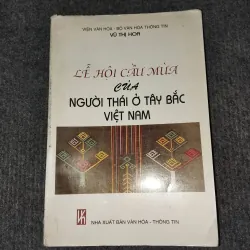 VIỆN VĂN HÓA - BỘ VĂN HÓA THÔNG TIN
VŨ THỊ HOA
LỄ HỘI CẦU MÙA
CỦA
NGƯỜI THÁI Ở TÂY BẮC
VIỆT NAM
NHÀ XUẤT BẢN VĂN HÓA - THÔNG TIN